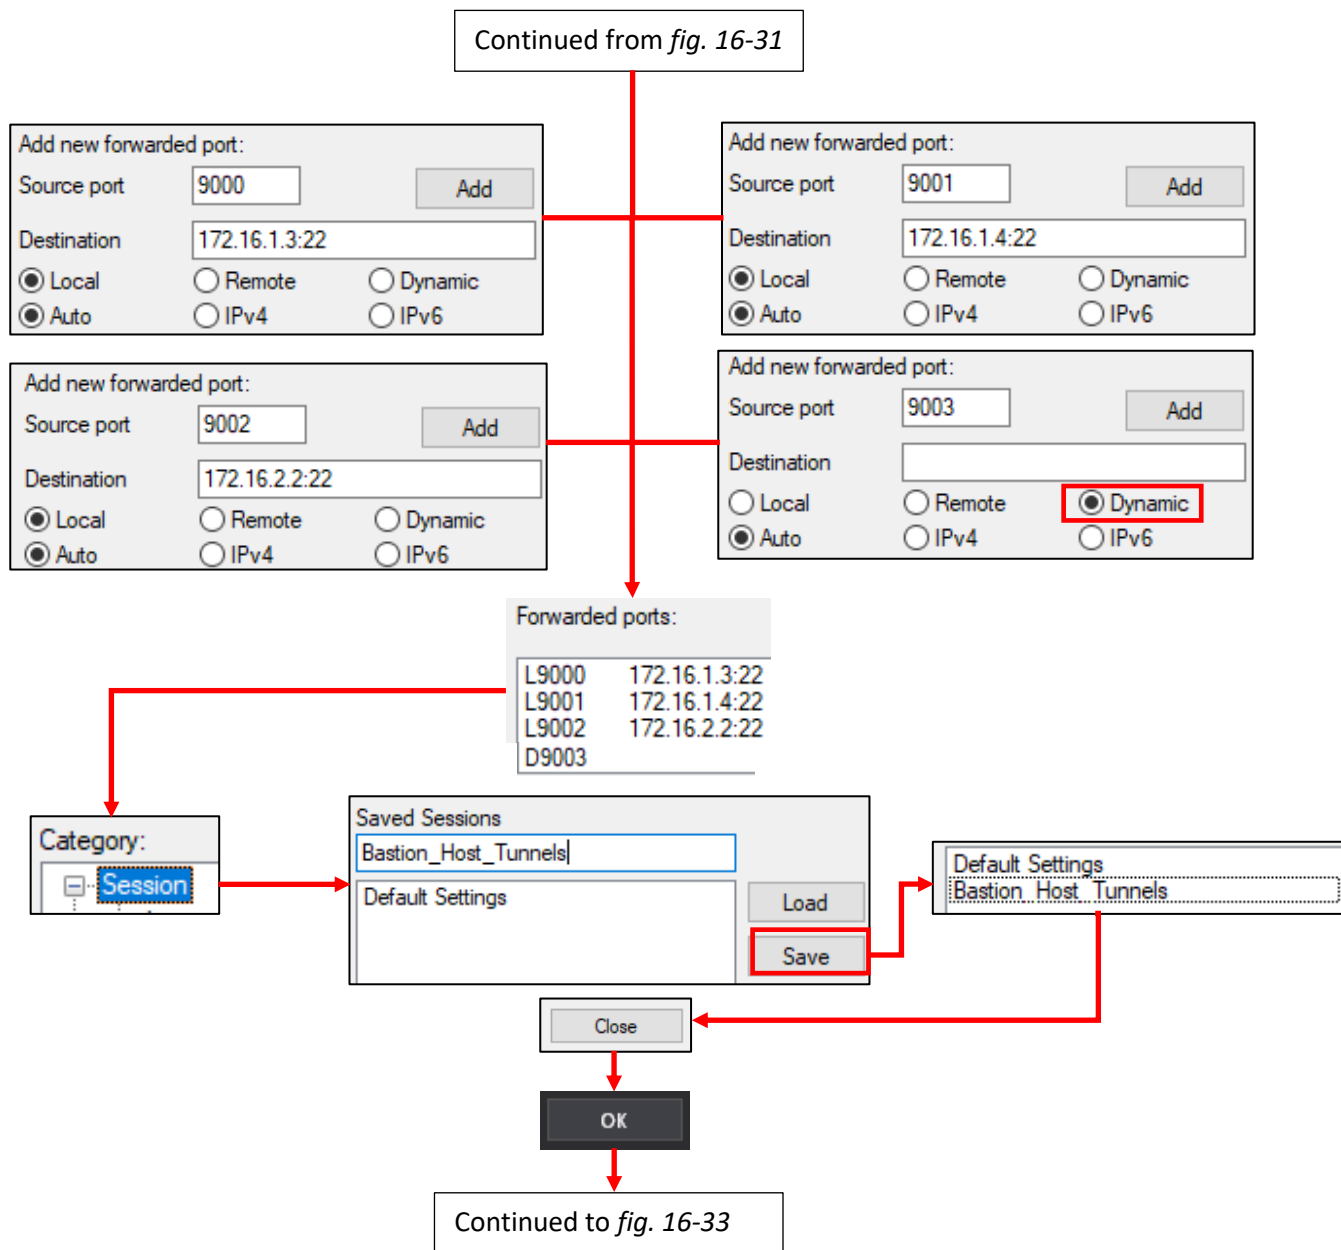 Continued from fig. 16-31
Add new forwarded port:
Source port 9000 Add
Destination 172.16.1.3:22
Local Remote Dynamic
Auto IPv4 IPv6
Add new forwarded port:
Source port 9001 Add
Destination 172.16.1.4:22
Local Remote Dynamic
Auto IPv4 IPv6
Add new forwarded port:
Source port 9002 Add
Destination 172.16.2.2:22
Local Remote Dynamic
Auto IPv4 IPv6
Add new forwarded port:
Source port 9003 Add
Destination
Local Remote Dynamic
Auto IPv4 IPv6
Forwarded ports:
L9000 172.16.1.3:22
L9001 172.16.1.4:22
L9002 172.16.2.2:22
D9003
Category:
Session
Saved Sessions
Bastion_Host_Tunnels
Default Settings
Load
Save
Default Settings
Bastion_Host_Tunnels
Close
OK
Continued to fig. 16-33